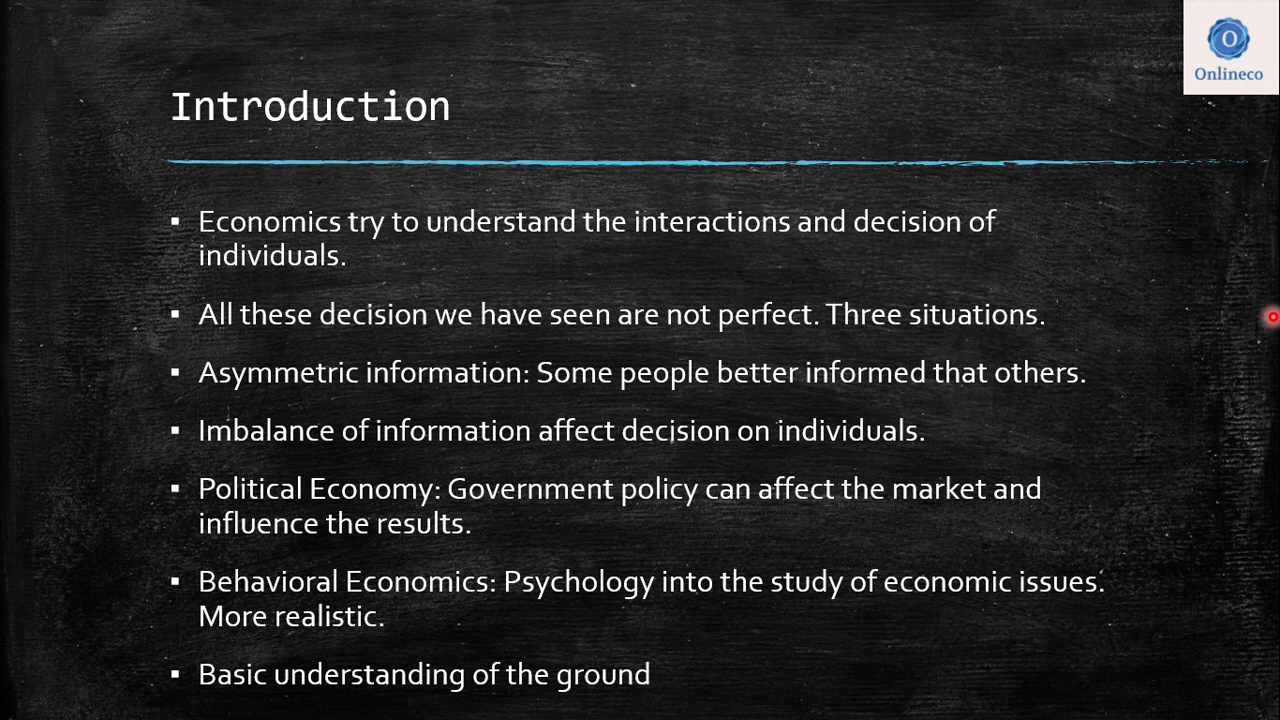 O
Onlineco
Introduction
▪ Economics try to understand the interactions and decision of
individuals.
▪ All these decision we have seen are not perfect. Three situations.
▪ Asymmetric information: Some people better informed that others.
▪ Imbalance of information affect decision on individuals.
▪ Political Economy: Government policy can affect the market and
influence the results.
▪ Behavioral Economics: Psychology into the study of economic issues.
More realistic.
▪ Basic understanding of the ground